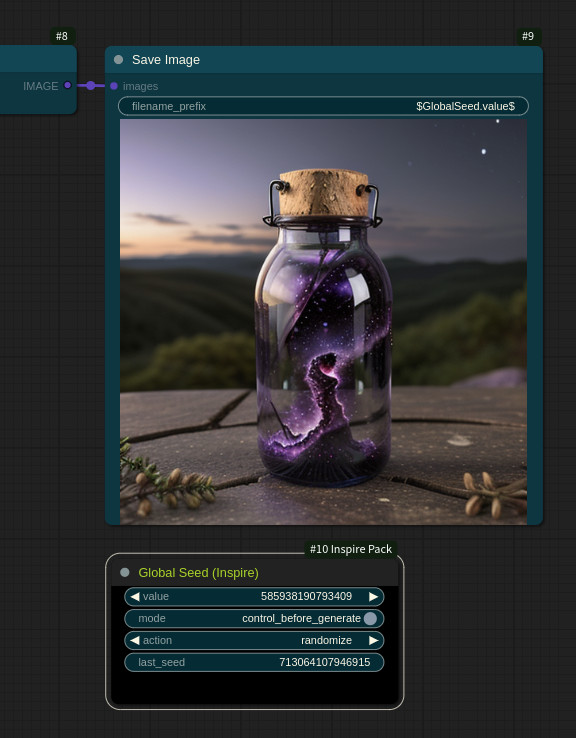 #8
#9
Save Image
IMAGE
images
filename_prefix
$GlobalSeed.value$
#10 Inspire Pack
Global Seed (Inspire)
value
585938190793409
mode
control_before_generate
action
randomize
last_seed
713064107946915